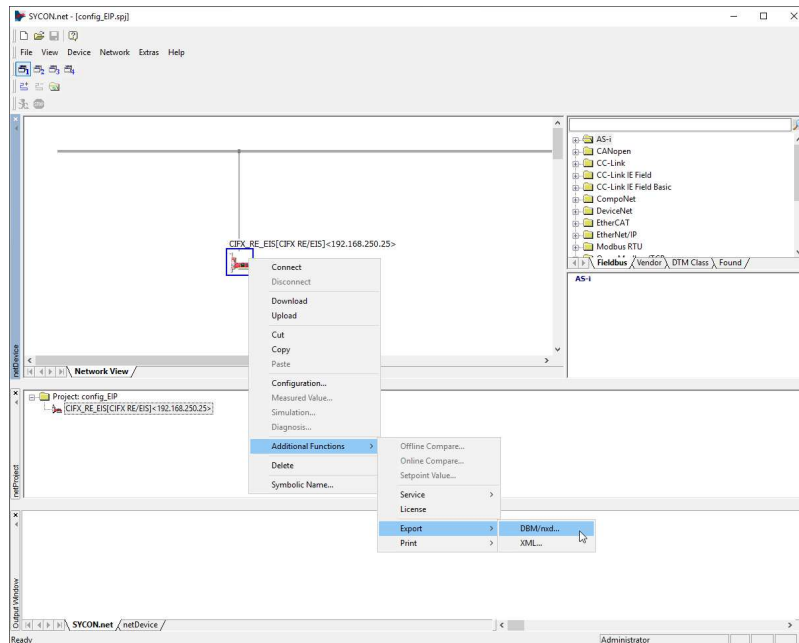 SYCON.net - [config_EIP.spj]
File View Device Network Extras Help
CIFX_RE_EIS[CIFX RE/EIS]<192.168.250.25>
Connect
Disconnect
Download
Upload
Cut
Copy
Paste
Configuration...
Measured Value...
Simulation...
Diagnosis...
Additional Functions
Delete
Symbolic Name...
Offline Compare...
Online Compare...
Setpoint Value...
Service
License
Export
Print
DBM/nxd...
XML...
AS-i
CANopen
CC-Link
CC-Link IE Field
CC-Link IE Field Basic
CompoNet
DeviceNet
EtherCAT
EtherNet/IP
Modbus RTU
Fieldbus Vendor DTM Class Found
AS-i
netDevice
Network View
Project: config_EIP
CIFX_RE_EIS[CIFX RE/EIS]<192.168.250.25>
netProject
Output Window
SYCON.net netDevice
Ready
Administrator